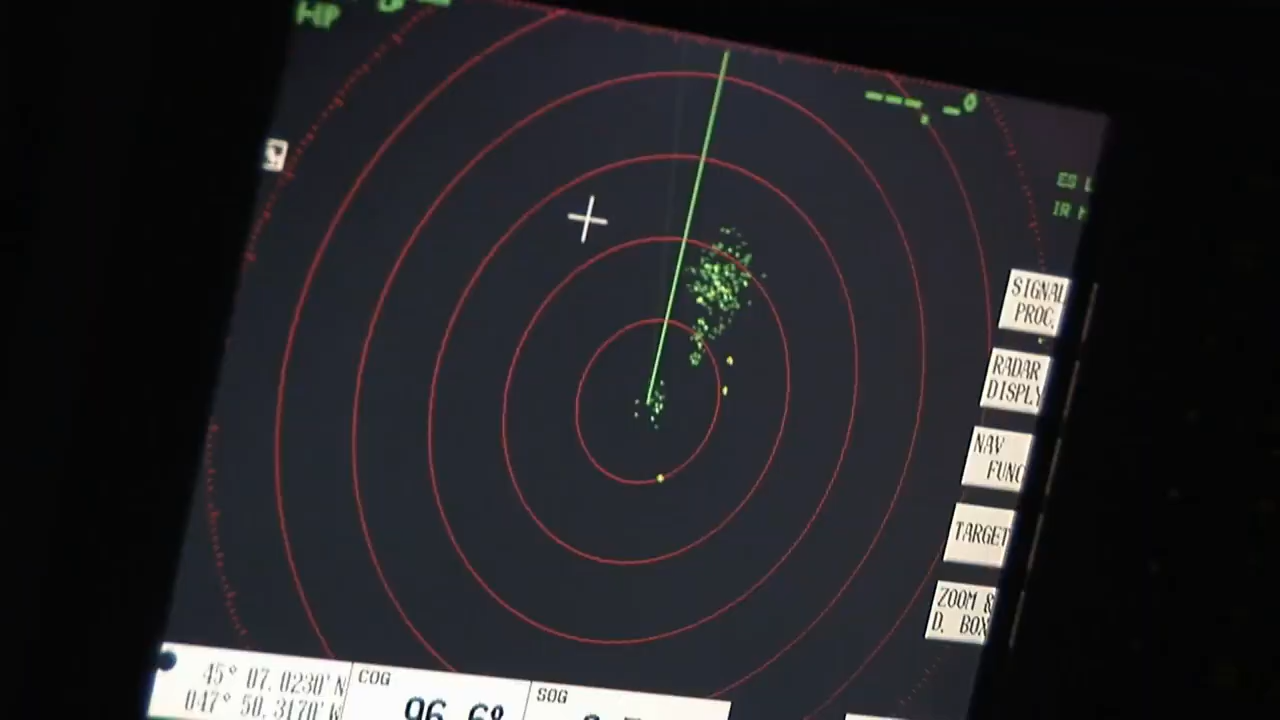 ---._°
SIGNAL
PROC.
RADAR
DISPLY
NAV
FUNC
TARGET
ZOOM &
D. BOX
45° 07.0230' N
047° 50.3170' W
COG
96.6°
SOG